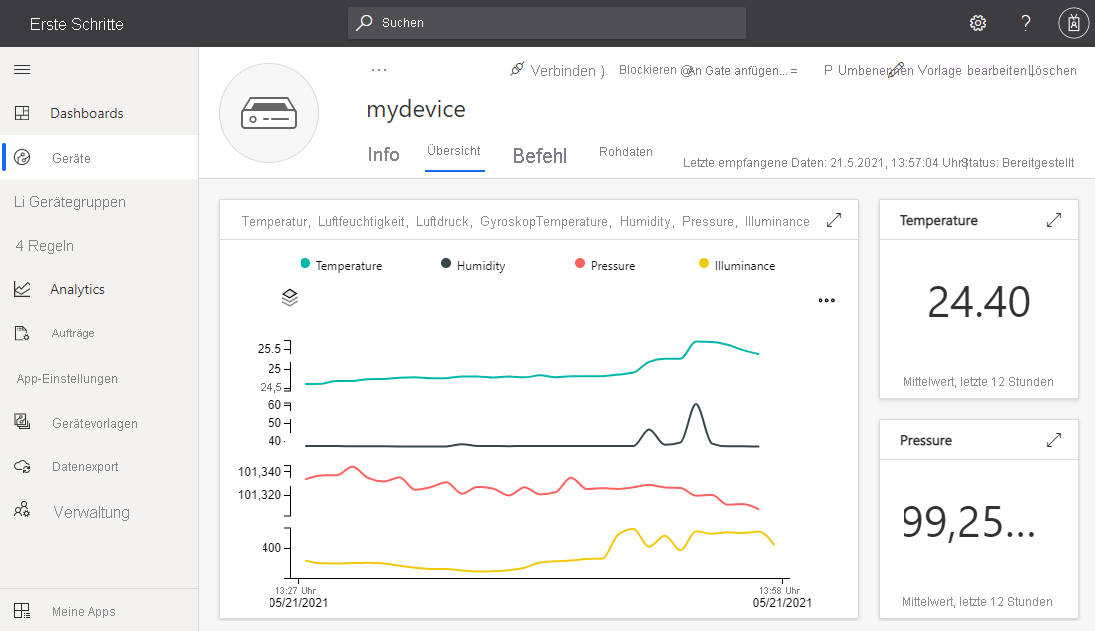 Erste Schritte
Suchen
?
Dashboards
Geräte
Li Gerätegruppen
4 Regeln
Analytics
Aufträge
App-Einstellungen
Gerätevorlagen
Datenexport
Verwaltung
Meine Apps
... Verbinden ) Blockieren @An Gate anfügen... = P Umbenennen Vorlage bearbeiten Löschen
mydevice
Info Übersicht Befehl Rohdaten Letzte empfangene Daten: 21.5.2021, 13:57:04 Uhr| Status: Bereitgestellt
Temperatur, Luftfeuchtigkeit, Luftdruck, GyroskopTemperature, Humidity, Pressure, Illuminance
Temperature Humidity Pressure Illuminance
25.5
25
24,5
60
50
40
101,340
101,320
400
13:27 Uhr 13:58 Uhr
05/21/2021 05/21/2021
Temperature
24.40
Mittelwert, letzte 12 Stunden
Pressure
99,25...
Mittelwert, letzte 12 Stunden